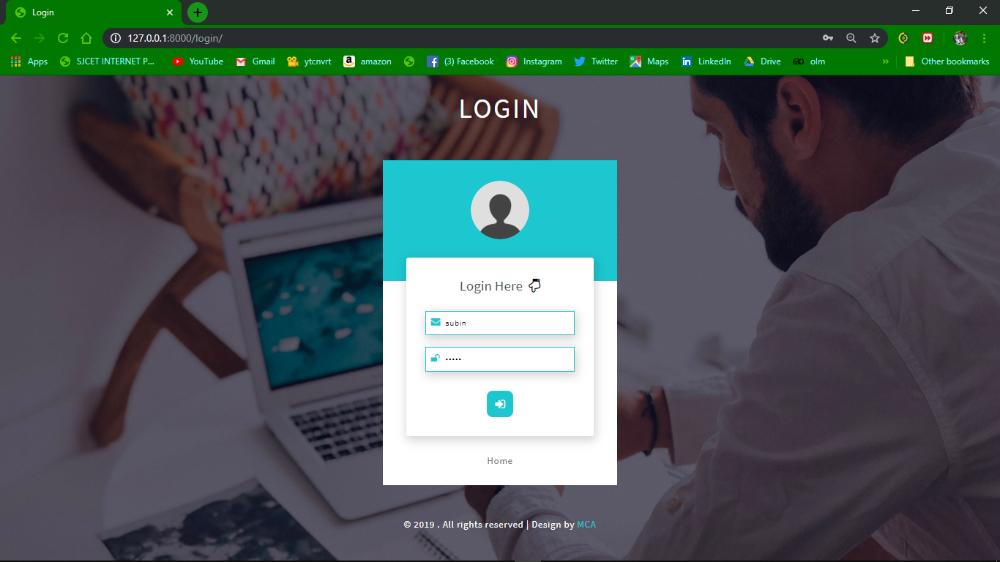 Login
127.0.0.1:8000/login/
Apps SJCET INTERNET P... YouTube Gmail ytcnvrt amazon (3) Facebook Instagram Twitter Maps LinkedIn Drive olm » Other bookmarks
LOGIN
Login Here
subin
•••••
Home
© 2019 . All rights reserved | Design by MCA